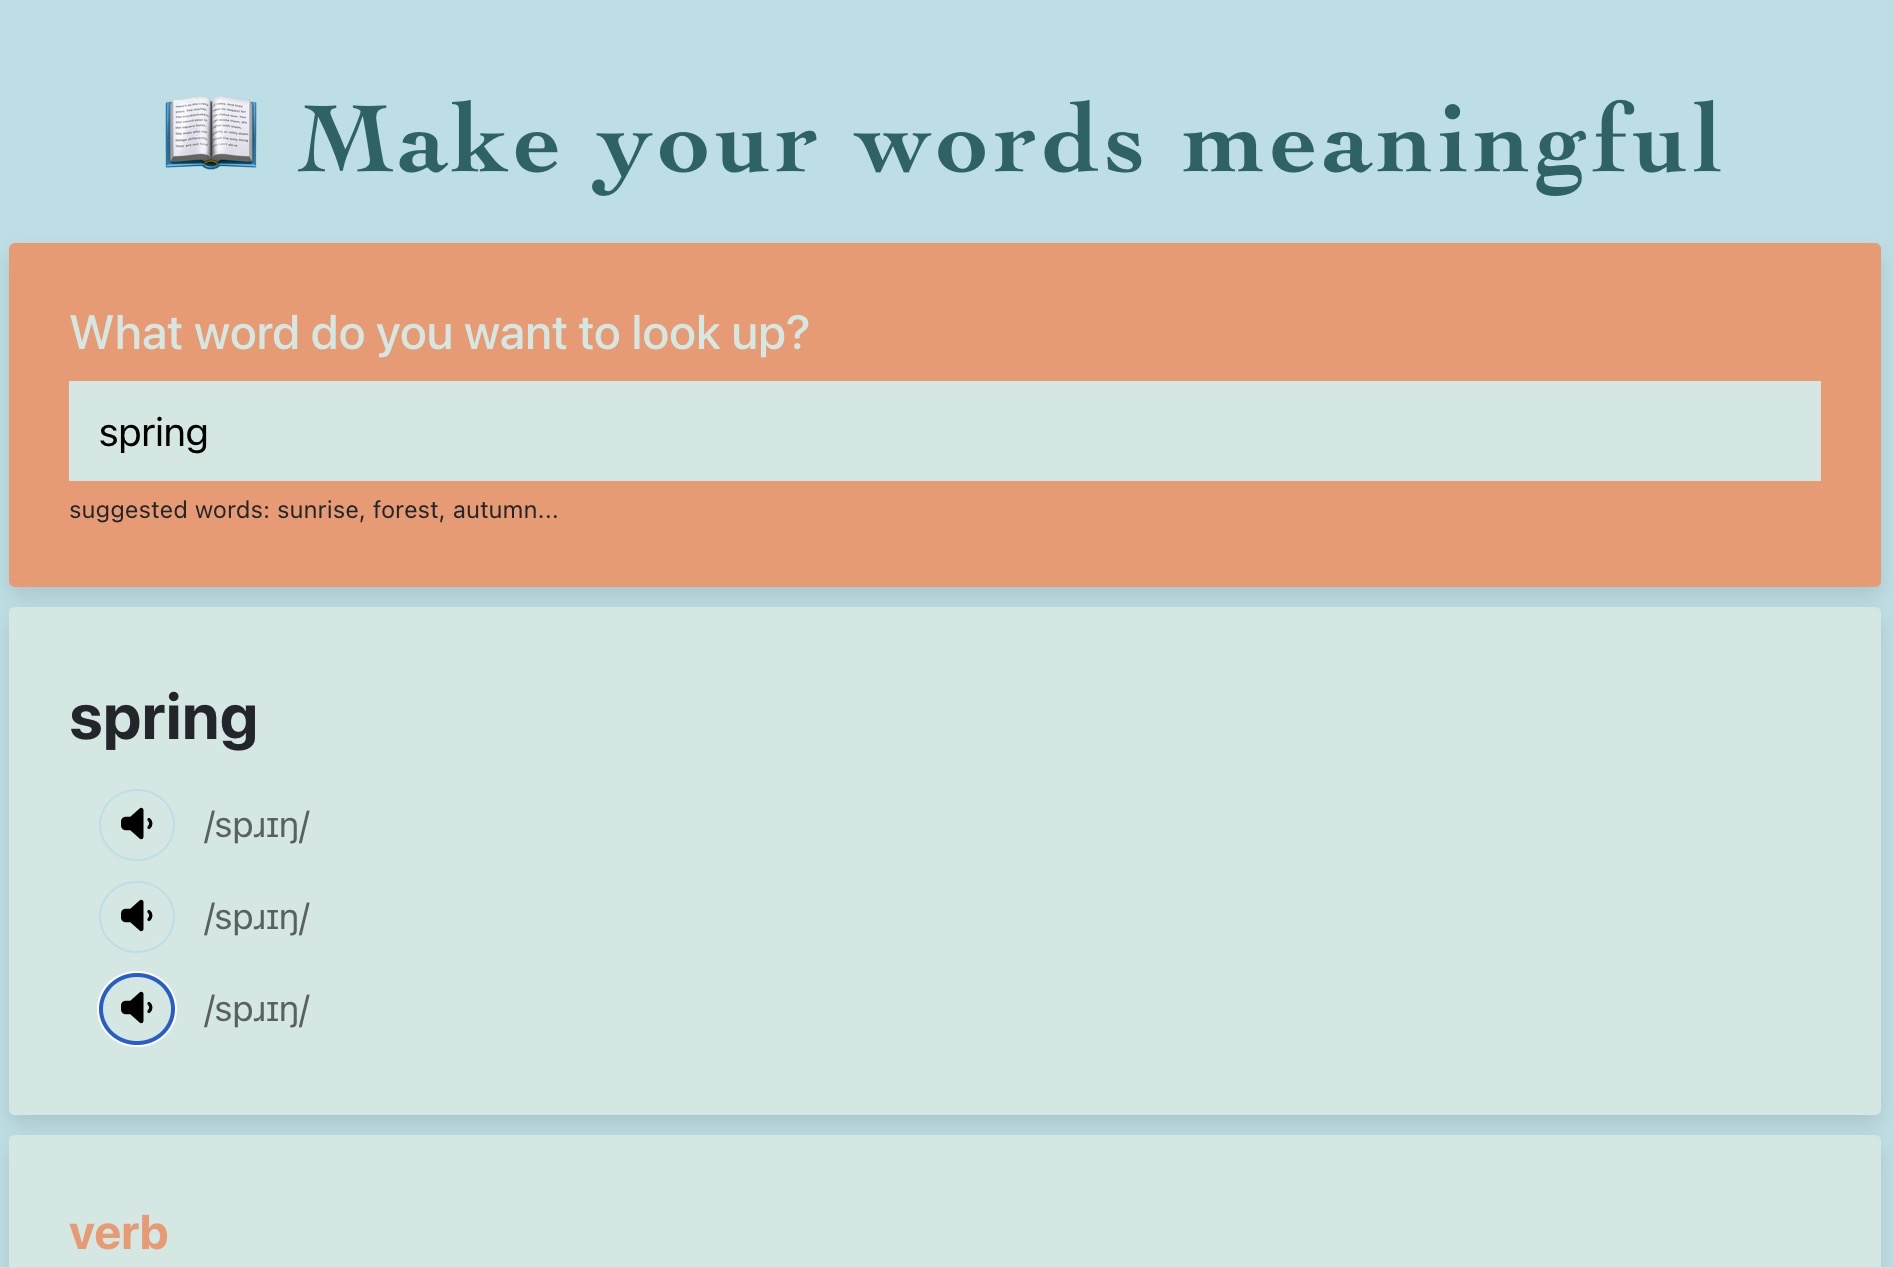 Make your words meaningful
What word do you want to look up?
spring
suggested words: sunrise, forest, autumn...
spring
/spɹɪŋ/
/spɹɪŋ/
/spɹɪŋ/
verb